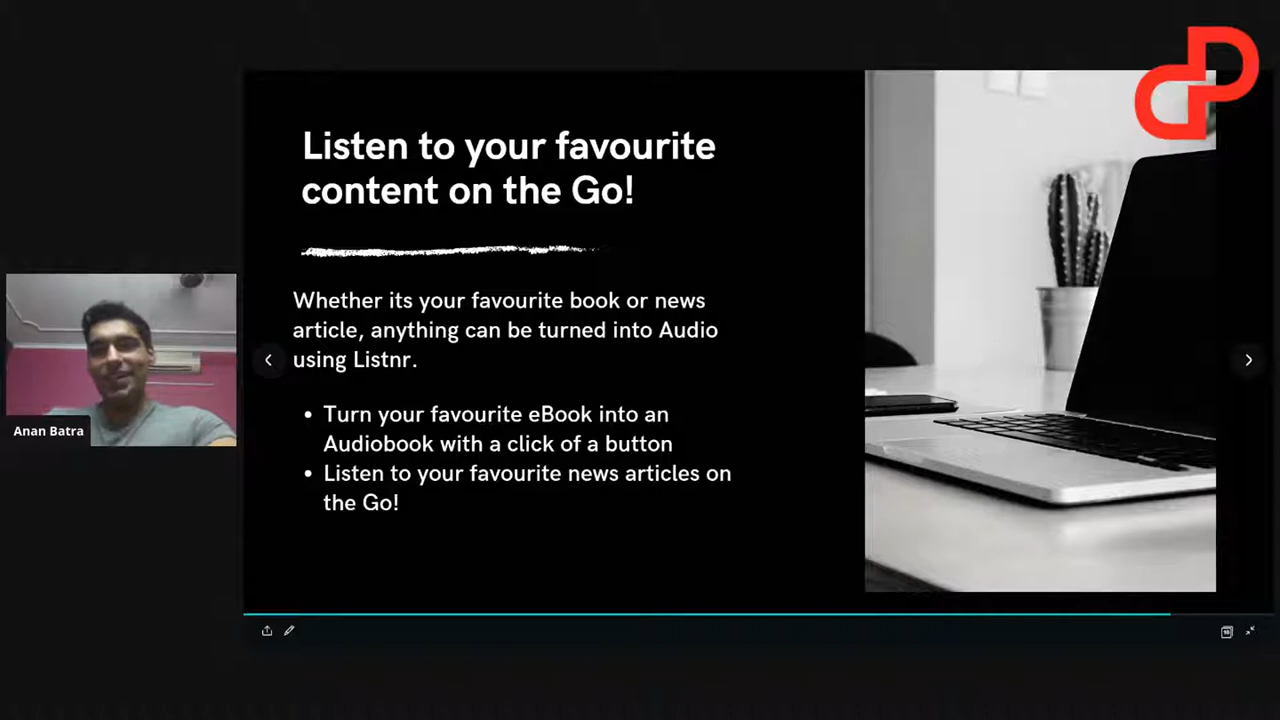 Listen to your favourite
content on the Go!
Whether its your favourite book or news
article, anything can be turned into Audio
using Listnr.
• Turn your favourite eBook into an
Audiobook with a click of a button
• Listen to your favourite news articles on
the Go!
Anan Batra